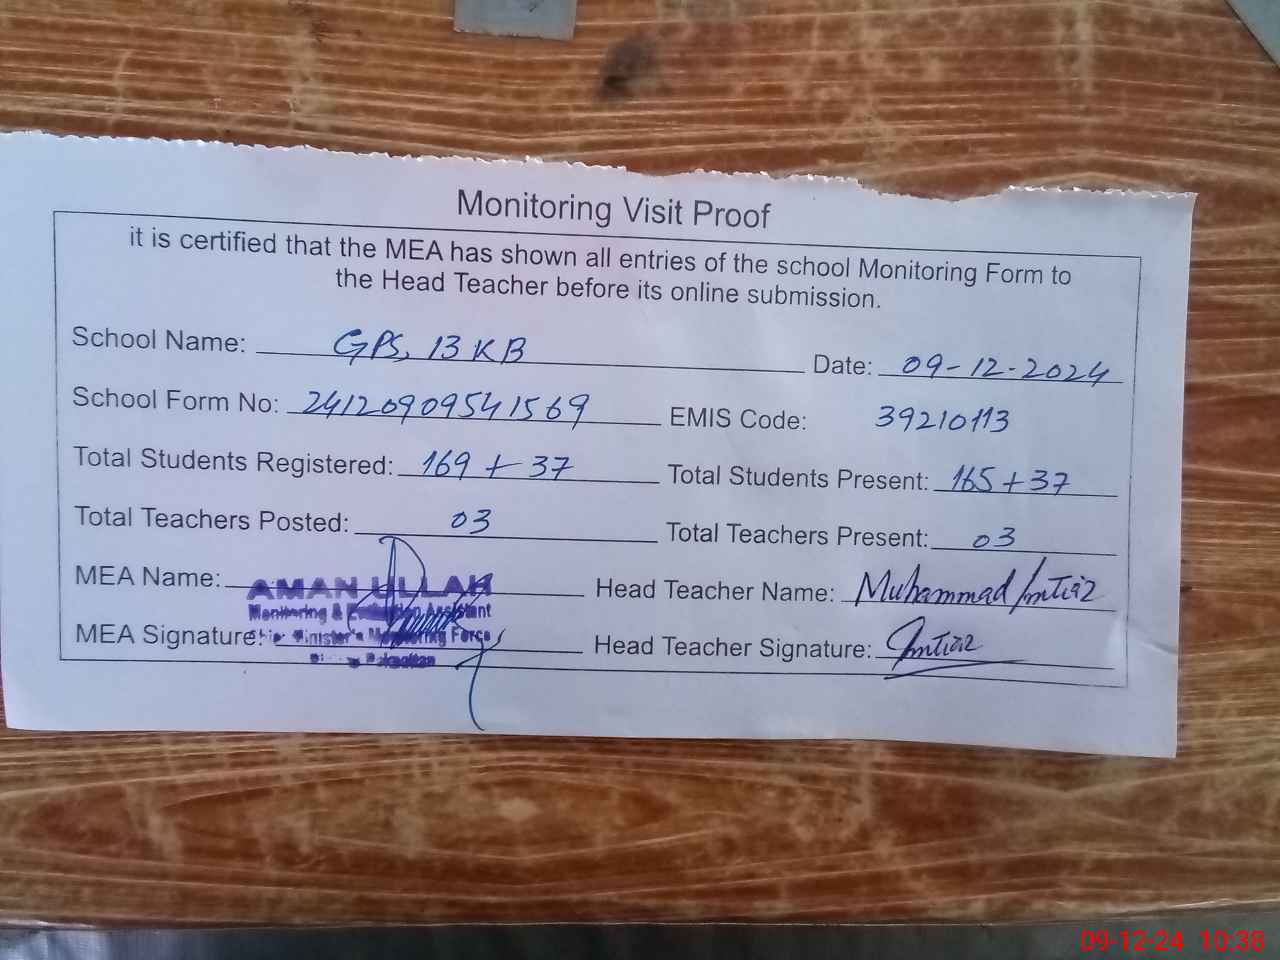 Monitoring Visit Proof
it is certified that the MEA has shown all entries of the school Monitoring Form to
the Head Teacher before its online submission.
School Name: GPS, 13 KB Date: 09-12-2024
School Form No: 24120909541569 EMIS Code: 39210113
Total Students Registered: 169 + 37 Total Students Present: 165 + 37
Total Teachers Posted: 03 Total Teachers Present: 03
MEA Name: AMAN ULLAH Head Teacher Name: Muhammad Imtiaz
Monitoring & Evaluation Assistant
MEA Signature: Minister's Monitoring Force Head Teacher Signature: Imtiaz
Pakpattan
09-12-24 10:38